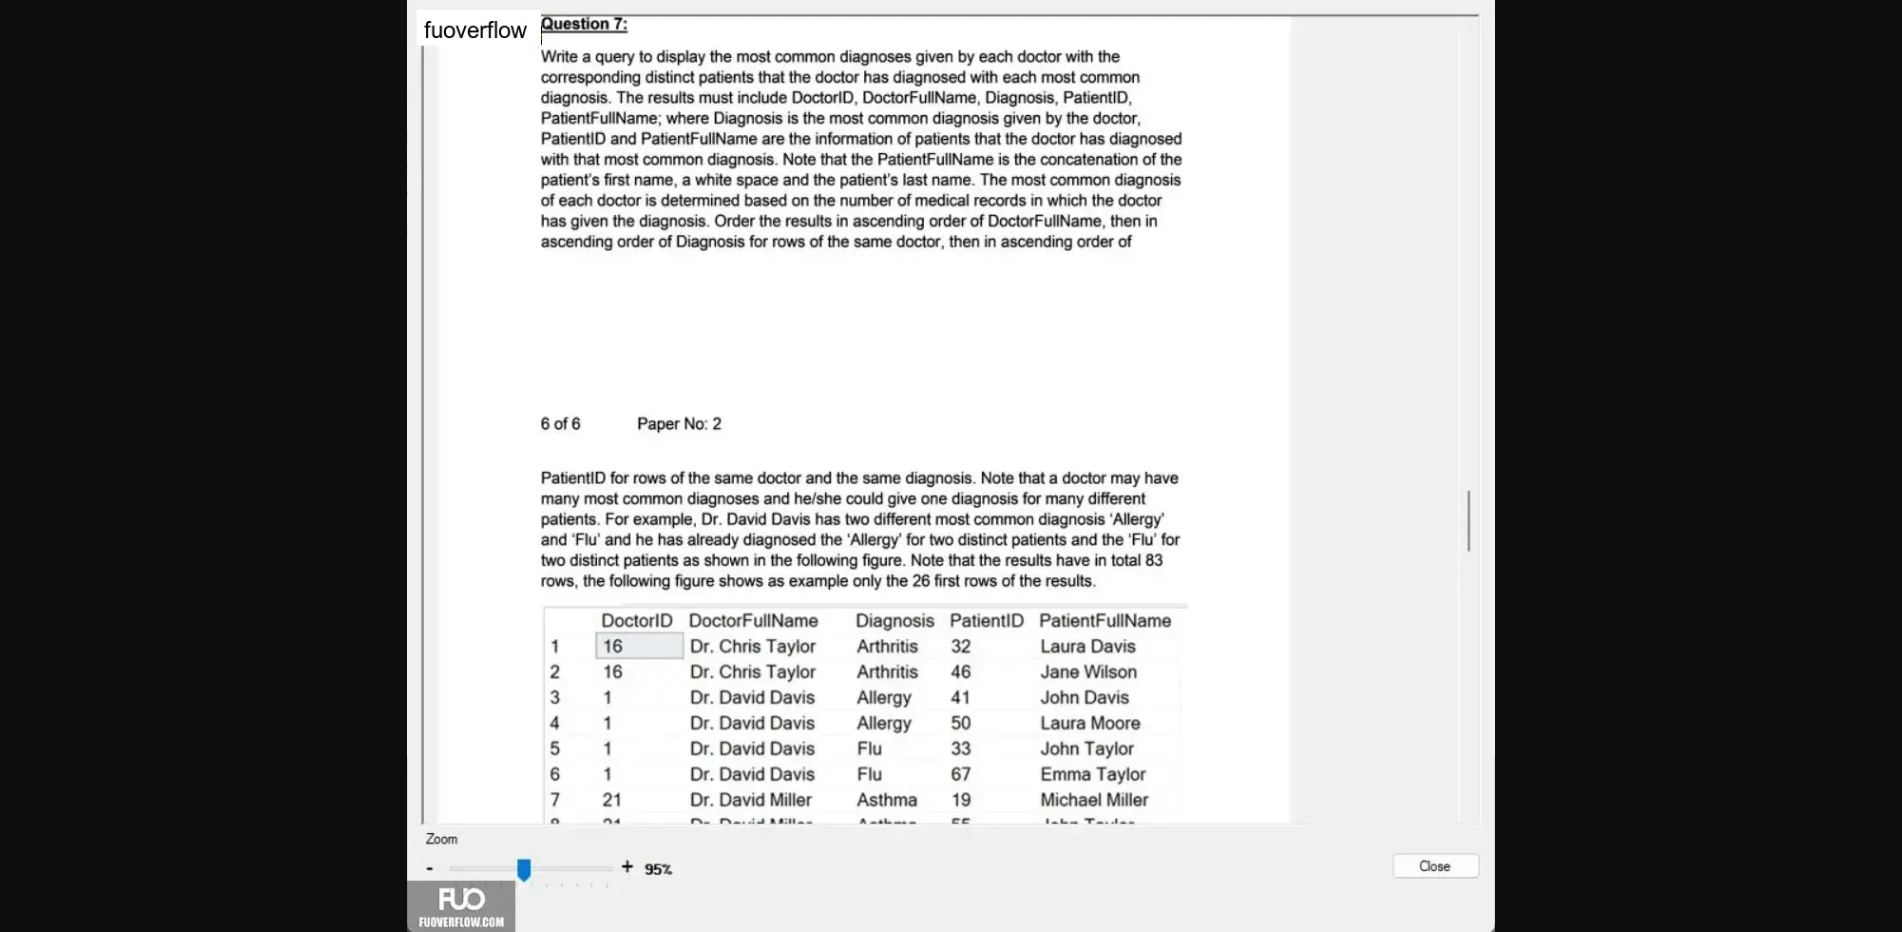 fuoverflow
Question 7:
Write a query to display the most common diagnoses given by each doctor with the
corresponding distinct patients that the doctor has diagnosed with each most common
diagnosis. The results must include DoctorID, DoctorFullName, Diagnosis, PatientID,
PatientFullName; where Diagnosis is the most common diagnosis given by the doctor,
PatientID and PatientFullName are the information of patients that the doctor has diagnosed
with that most common diagnosis. Note that the PatientFullName is the concatenation of the
patient's first name, a white space and the patient's last name. The most common diagnosis
of each doctor is determined based on the number of medical records in which the doctor
has given the diagnosis. Order the results in ascending order of DoctorFullName, then in
ascending order of Diagnosis for rows of the same doctor, then in ascending order of
6 of 6 Paper No: 2
PatientID for rows of the same doctor and the same diagnosis. Note that a doctor may have
many most common diagnoses and he/she could give one diagnosis for many different
patients. For example, Dr. David Davis has two different most common diagnosis 'Allergy'
and 'Flu' and he has already diagnosed the 'Allergy' for two distinct patients and the 'Flu' for
two distinct patients as shown in the following figure. Note that the results have in total 83
rows, the following figure shows as example only the 26 first rows of the results.
DoctorID DoctorFullName Diagnosis PatientID PatientFullName
1 16 Dr. Chris Taylor Arthritis 32 Laura Davis
2 16 Dr. Chris Taylor Arthritis 46 Jane Wilson
3 1 Dr. David Davis Allergy 41 John Davis
4 1 Dr. David Davis Allergy 50 Laura Moore
5 1 Dr. David Davis Flu 33 John Taylor
6 1 Dr. David Davis Flu 67 Emma Taylor
7 21 Dr. David Miller Asthma 19 Michael Miller
8 21 Dr. David Miller Asthma 55 John Taylor
Zoom
- + 95%
Close
FUO
FUOVERFLOW.COM